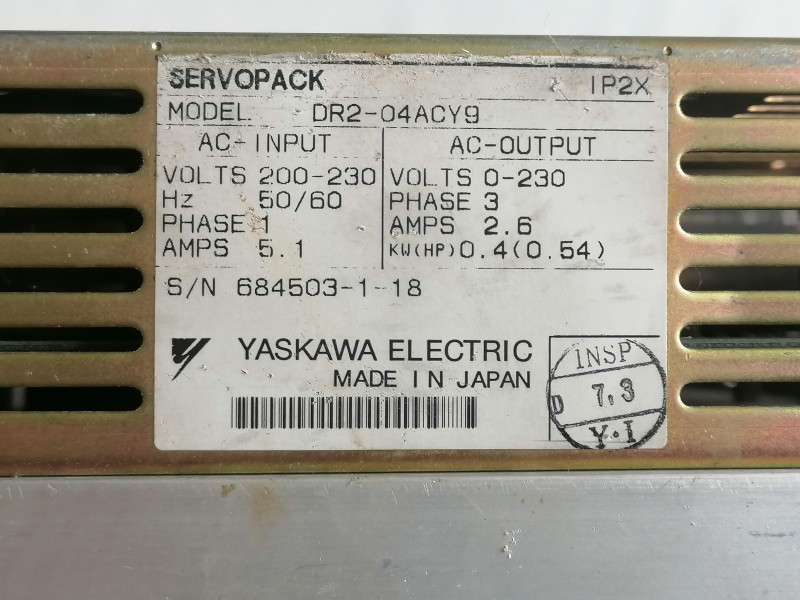 SERVOPACK IP2X
MODEL DR2-04ACY9
AC-INPUT AC-OUTPUT
VOLTS 200-230 VOLTS 0-230
Hz 50/60 PHASE 3
PHASE 1 AMPS 2.6
AMPS 5.1 KW(HP) 0.4(0.54)
S/N 684503-1-18
YASKAWA ELECTRIC
MADE IN JAPAN
INSP
D 7.3
Y.I